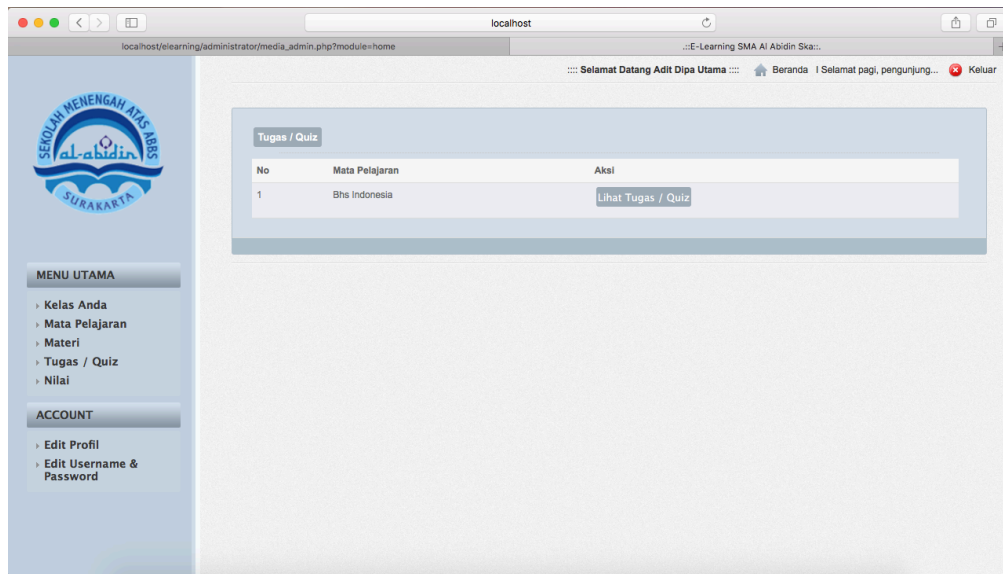 localhost
localhost/elearning/administrator/media_admin.php?module=home
.::E-Learning SMA Al Abidin Ska::.
:::: Selamat Datang Adit Dipa Utama :::: Beranda I Selamat pagi, pengunjung... Keluar
SEKOLAH MENENGAH ATAS ABBS
al-abidin
SURAKARTA
Tugas / Quiz
No Mata Pelajaran Aksi
1 Bhs Indonesia Lihat Tugas / Quiz
MENU UTAMA
Kelas Anda
Mata Pelajaran
Materi
Tugas / Quiz
Nilai
ACCOUNT
Edit Profil
Edit Username &
Password